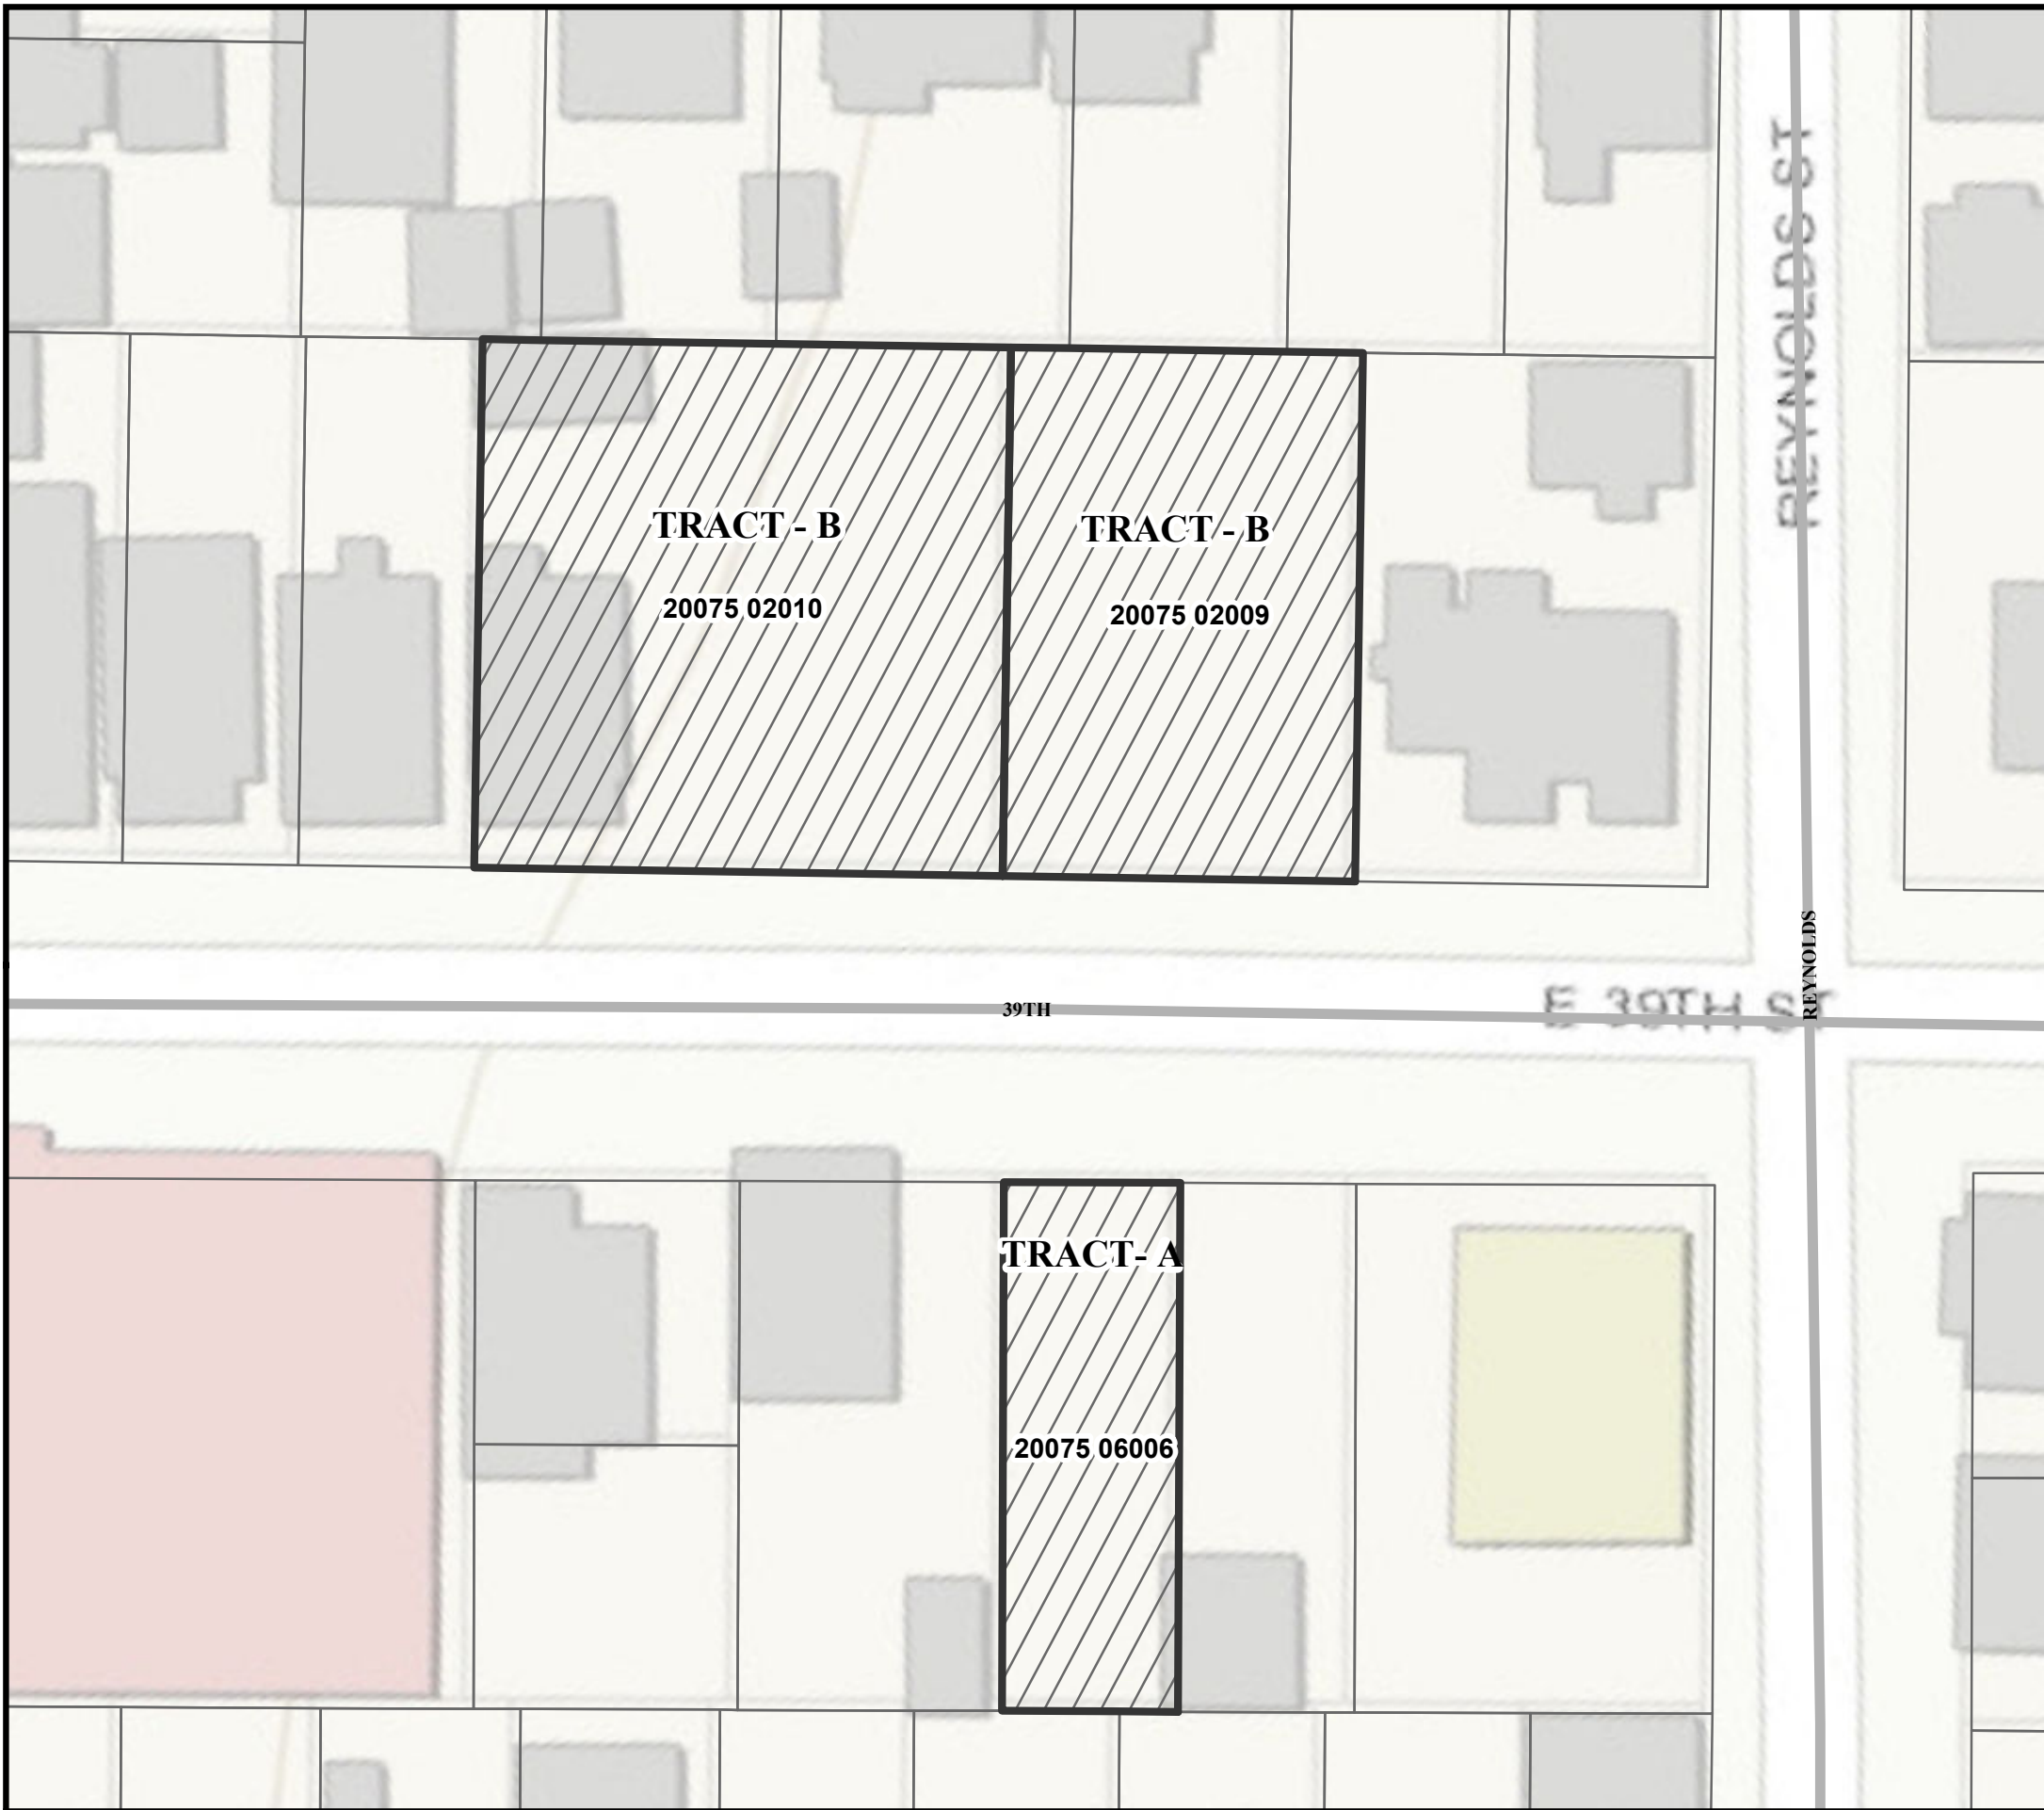 REYNOLDS ST
TRACT - B
20075 02010
TRACT - B
20075 02009
REYNOLDS
39TH
E 39TH ST
TRACT- A
20075 06006